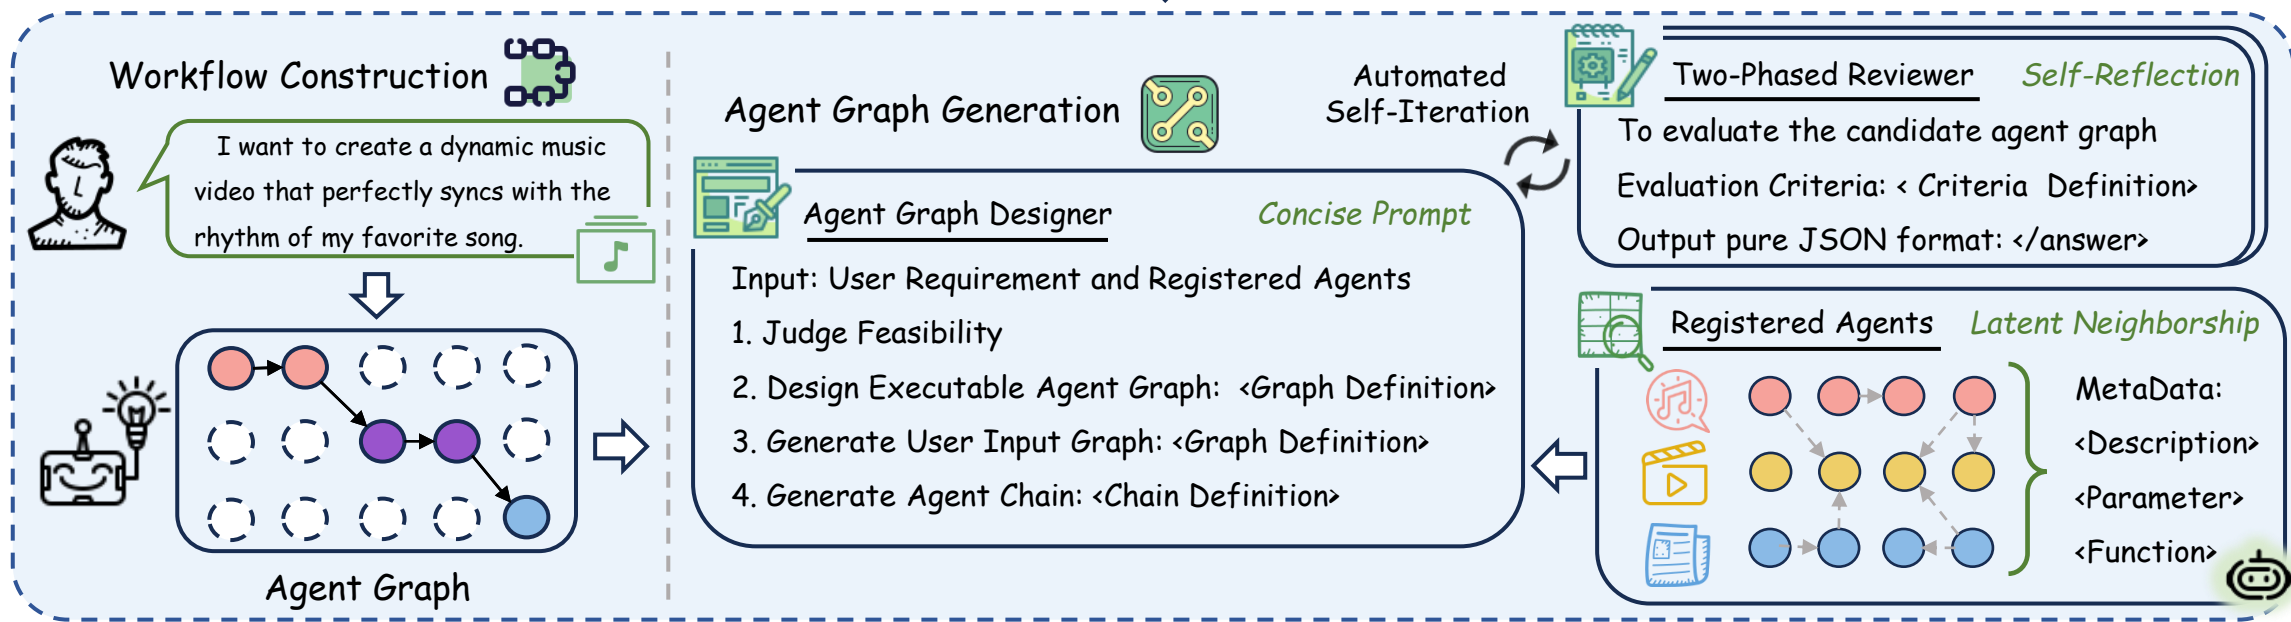 Workflow Construction
I want to create a dynamic music
video that perfectly syncs with the
rhythm of my favorite song.
Agent Graph
Agent Graph Generation
Automated
Self-Iteration
Agent Graph Designer
Concise Prompt
Input: User Requirement and Registered Agents
1. Judge Feasibility
2. Design Executable Agent Graph: <Graph Definition>
3. Generate User Input Graph: <Graph Definition>
4. Generate Agent Chain: <Chain Definition>
Two-Phased Reviewer
Self-Reflection
To evaluate the candidate agent graph
Evaluation Criteria: < Criteria Definition>
Output pure JSON format: </answer>
Registered Agents
Latent Neighborship
MetaData:
<Description>
<Parameter>
<Function>